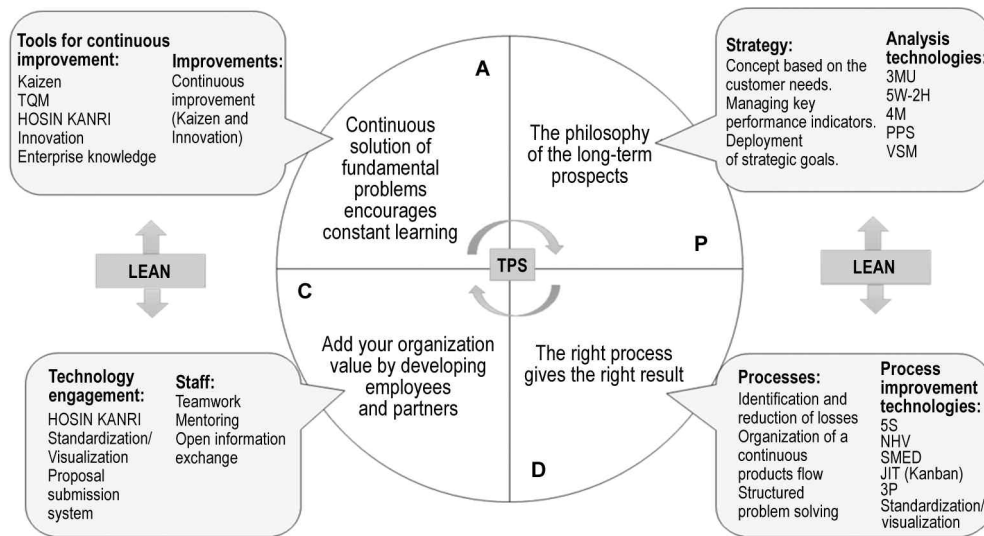 Tools for continuous
improvement:
Kaizen
TQM
HOSIN KANRI
Innovation
Enterprise knowledge
Improvements:
Continuous
improvement
(Kaizen and
Innovation)
A
Continuous
solution of
fundamental
problems
encourages
constant learning
The philosophy
of the long-term
prospects
P
Strategy:
Concept based on the
customer needs.
Managing key
performance indicators.
Deployment
of strategic goals.
Analysis
technologies:
3MU
5W-2H
4M
PPS
VSM
LEAN
TPS
LEAN
C
Add your organization
value by developing
employees
and partners
The right process
gives the right result
D
Technology
engagement:
HOSIN KANRI
Standardization/
Visualization
Proposal
submission
system
Staff:
Teamwork
Mentoring
Open information
exchange
Processes:
Identification and
reduction of losses
Organization of a
continuous
products flow
Structured
problem solving
Process
improvement
technologies:
5S
NHV
SMED
JIT (Kanban)
3P
Standardization/
visualization